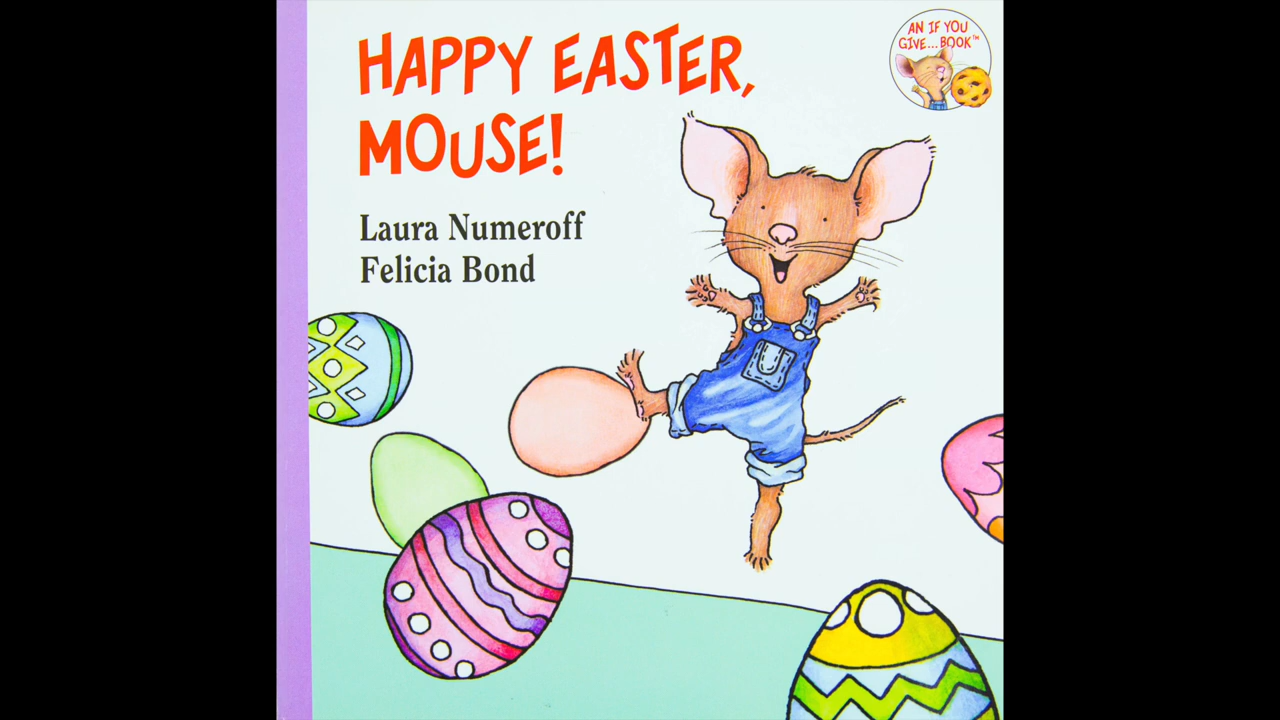 HAPPY EASTER,
MOUSE!
Laura Numeroff
Felicia Bond
AN IF YOU
GIVE...BOOK™